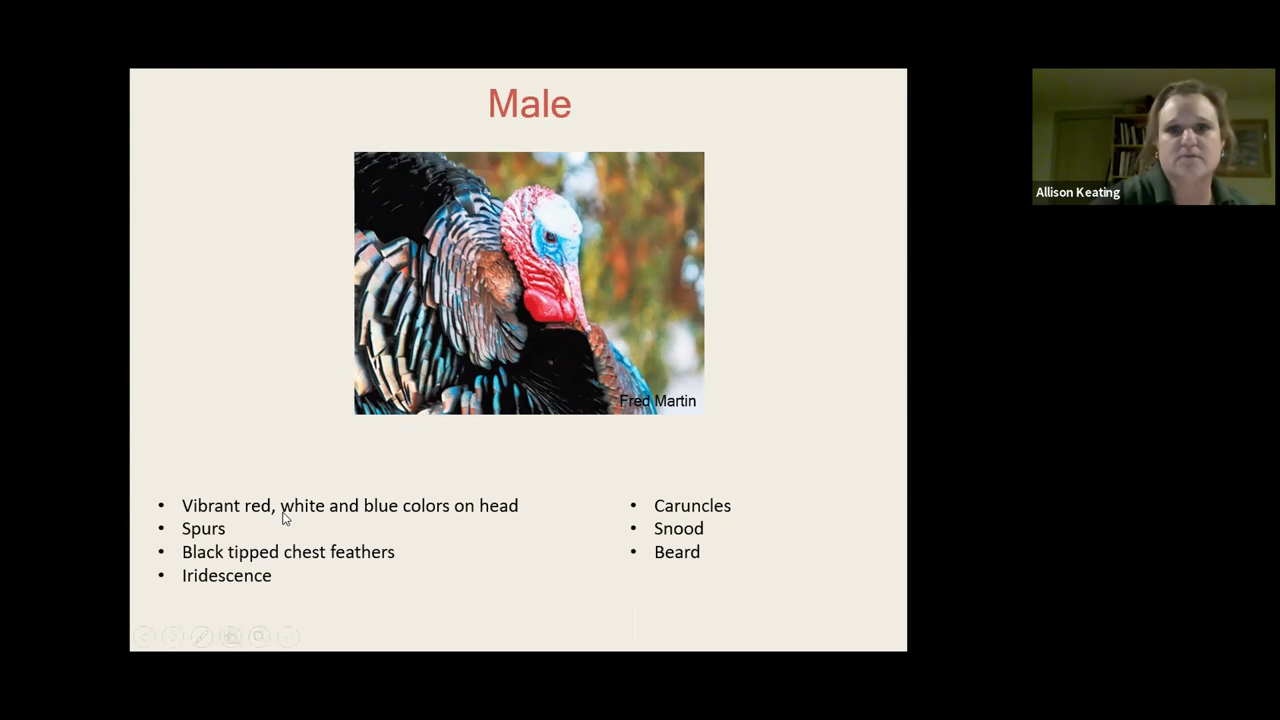 Male
Fred Martin
• Vibrant red, white and blue colors on head
• Spurs
• Black tipped chest feathers
• Iridescence
• Caruncles
• Snood
• Beard
Allison Keating